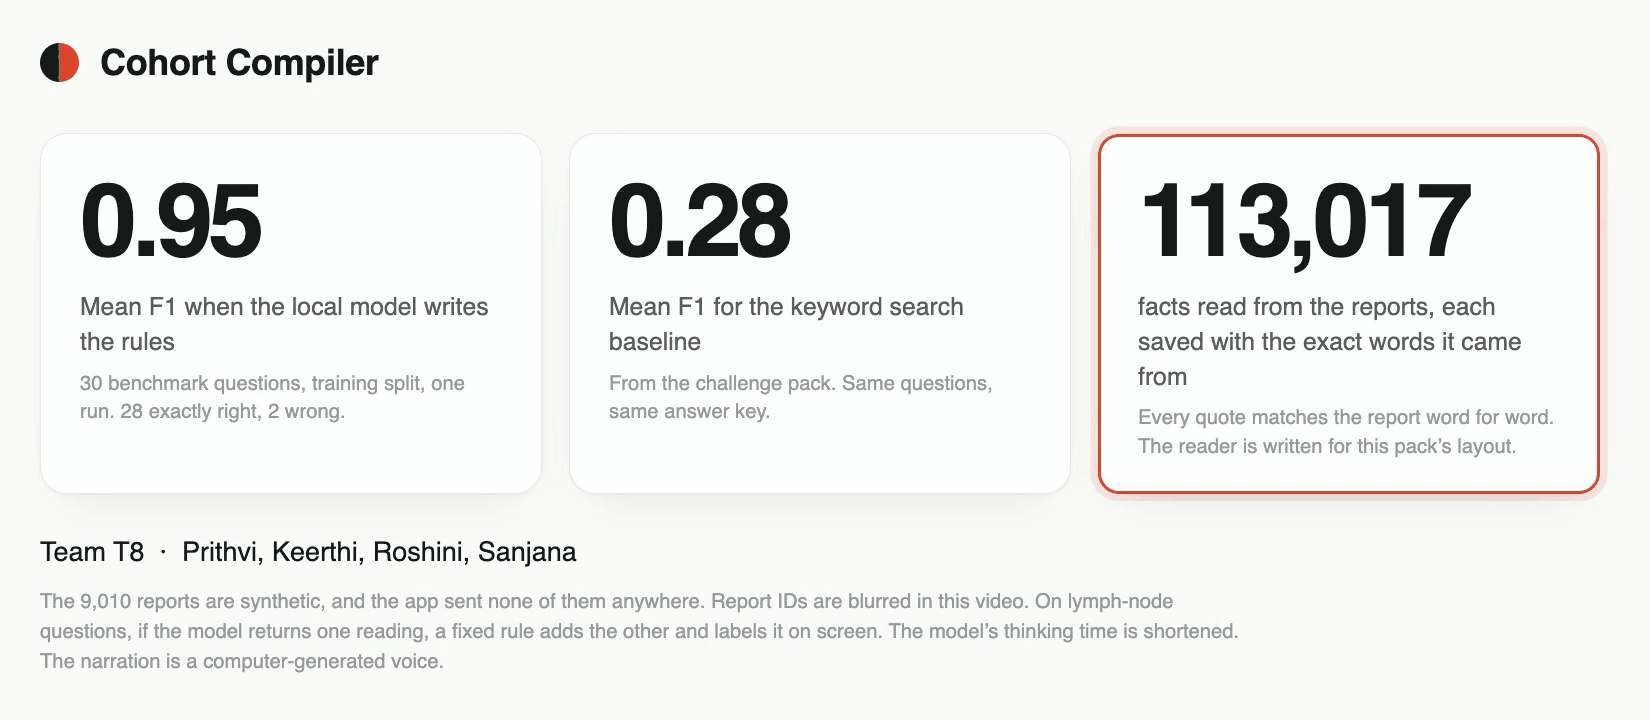 Cohort Compiler
0.95
Mean F1 when the local model writes
the rules
30 benchmark questions, training split, one
run. 28 exactly right, 2 wrong.
0.28
Mean F1 for the keyword search
baseline
From the challenge pack. Same questions,
same answer key.
113,017
facts read from the reports, each
saved with the exact words it came
from
Every quote matches the report word for word.
The reader is written for this pack’s layout.
Team T8 · Prithvi, Keerthi, Roshini, Sanjana
The 9,010 reports are synthetic, and the app sent none of them anywhere. Report IDs are blurred in this video. On lymph-node
questions, if the model returns one reading, a fixed rule adds the other and labels it on screen. The model’s thinking time is shortened.
The narration is a computer-generated voice.